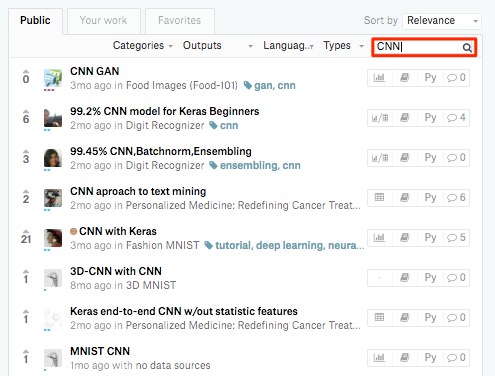 Public Your work Favorites Sort by Relevance
Categories Outputs Languag... Types CNN
0 CNN GAN
3mo ago in Food Images (Food-101) gan, cnn Py 0
6 99.2% CNN model for Keras Beginners
2mo ago in Digit Recognizer cnn Py 4
3 99.45% CNN,Batchnorm,Ensembling
2mo ago in Digit Recognizer ensembling, cnn Py 0
2 CNN aproach to text mining
2mo ago in Personalized Medicine: Redefining Cancer Treat... Py 6
21 CNN with Keras
3mo ago in Fashion MNIST tutorial, deep learning, neura... Py 5
1 3D-CNN with CNN
8mo ago in 3D MNIST Py 0
1 Keras end-to-end CNN w/out statistic features
2mo ago in Personalized Medicine: Redefining Cancer Treat... Py 0
1 MNIST CNN
1mo ago with no data sources Py 0